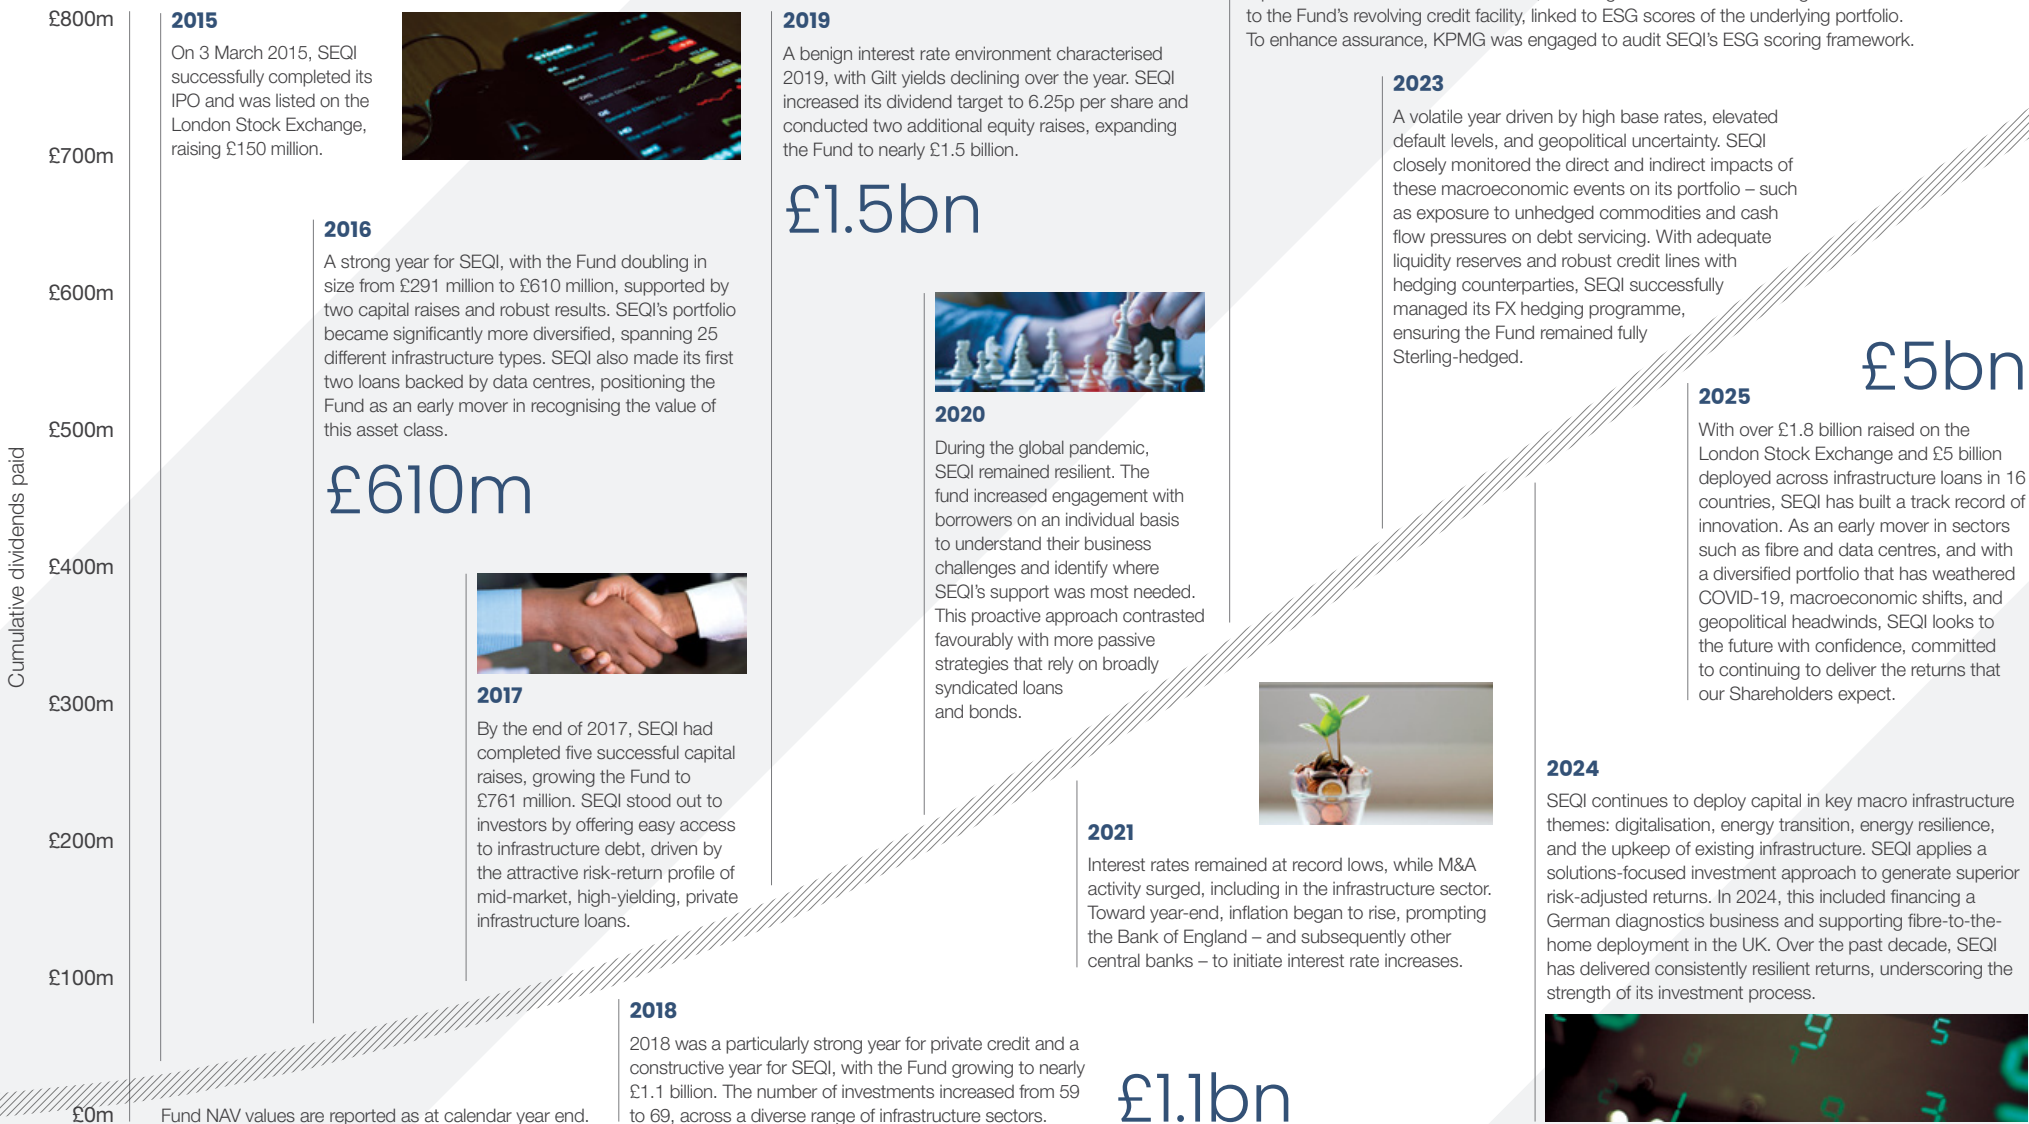 £800m
£700m
£600m
£500m
£400m
£300m
£200m
£100m
£0m
Cumulative dividends paid
2015
On 3 March 2015, SEQI
successfully completed its
IPO and was listed on the
London Stock Exchange,
raising £150 million.
2016
A strong year for SEQI, with the Fund doubling in
size from £291 million to £610 million, supported by
two capital raises and robust results. SEQI’s portfolio
became significantly more diversified, spanning 25
different infrastructure types. SEQI also made its first
two loans backed by data centres, positioning the
Fund as an early mover in recognising the value of
this asset class.
£610m
2017
By the end of 2017, SEQI had
completed five successful capital
raises, growing the Fund to
£761 million. SEQI stood out to
investors by offering easy access
to infrastructure debt, driven by
the attractive risk-return profile of
mid-market, high-yielding, private
infrastructure loans.
2018
2018 was a particularly strong year for private credit and a
constructive year for SEQI, with the Fund growing to nearly
£1.1 billion. The number of investments increased from 59
to 69, across a diverse range of infrastructure sectors.
£1.1bn
Fund NAV values are reported as at calendar year end.
2019
A benign interest rate environment characterised
2019, with Gilt yields declining over the year. SEQI
increased its dividend target to 6.25p per share and
conducted two additional equity raises, expanding
the Fund to nearly £1.5 billion.
£1.5bn
2020
During the global pandemic,
SEQI remained resilient. The
fund increased engagement with
borrowers on an individual basis
to understand their business
challenges and identify where
SEQI’s support was most needed.
This proactive approach contrasted
favourably with more passive
strategies that rely on broadly
syndicated loans
and bonds.
2021
Interest rates remained at record lows, while M&A
activity surged, including in the infrastructure sector.
Toward year-end, inflation began to rise, prompting
the Bank of England – and subsequently other
central banks – to initiate interest rate increases.
to the Fund’s revolving credit facility, linked to ESG scores of the underlying portfolio.
To enhance assurance, KPMG was engaged to audit SEQI’s ESG scoring framework.
2023
A volatile year driven by high base rates, elevated
default levels, and geopolitical uncertainty. SEQI
closely monitored the direct and indirect impacts of
these macroeconomic events on its portfolio – such
as exposure to unhedged commodities and cash
flow pressures on debt servicing. With adequate
liquidity reserves and robust credit lines with
hedging counterparties, SEQI successfully
managed its FX hedging programme,
ensuring the Fund remained fully
Sterling-hedged.
2024
SEQI continues to deploy capital in key macro infrastructure
themes: digitalisation, energy transition, energy resilience,
and the upkeep of existing infrastructure. SEQI applies a
solutions-focused investment approach to generate superior
risk-adjusted returns. In 2024, this included financing a
German diagnostics business and supporting fibre-to-the-
home deployment in the UK. Over the past decade, SEQI
has delivered consistently resilient returns, underscoring the
strength of its investment process.
£5bn
2025
With over £1.8 billion raised on the
London Stock Exchange and £5 billion
deployed across infrastructure loans in 16
countries, SEQI has built a track record of
innovation. As an early mover in sectors
such as fibre and data centres, and with
a diversified portfolio that has weathered
COVID-19, macroeconomic shifts, and
geopolitical headwinds, SEQI looks to
the future with confidence, committed
to continuing to deliver the returns that
our Shareholders expect.